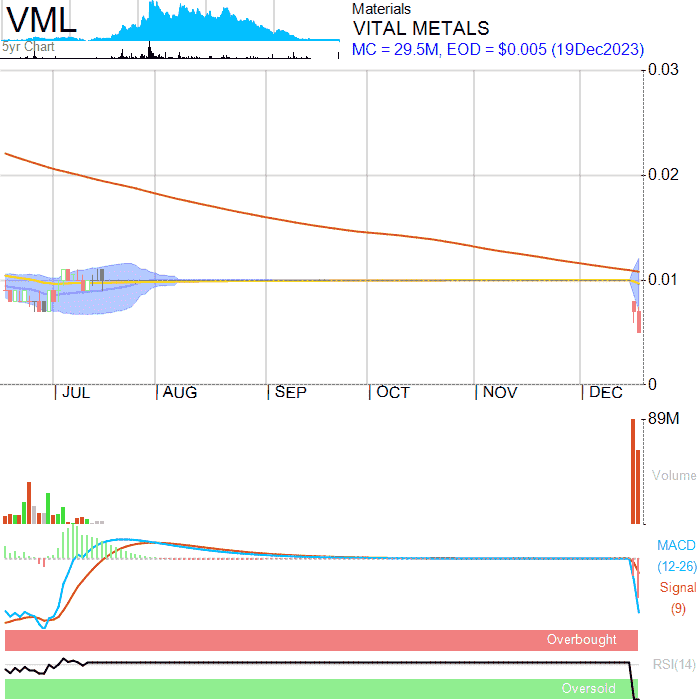 VML
5yr Chart
Materials
VITAL METALS
MC = 29.5M, EOD = $0.005 (19Dec2023)
0.03
0.02
0.01
0
JUL
AUG
SEP
OCT
NOV
DEC
89M
Volume
MACD
(12-26)
Signal
(9)
Overbought
RSI(14)
Oversold